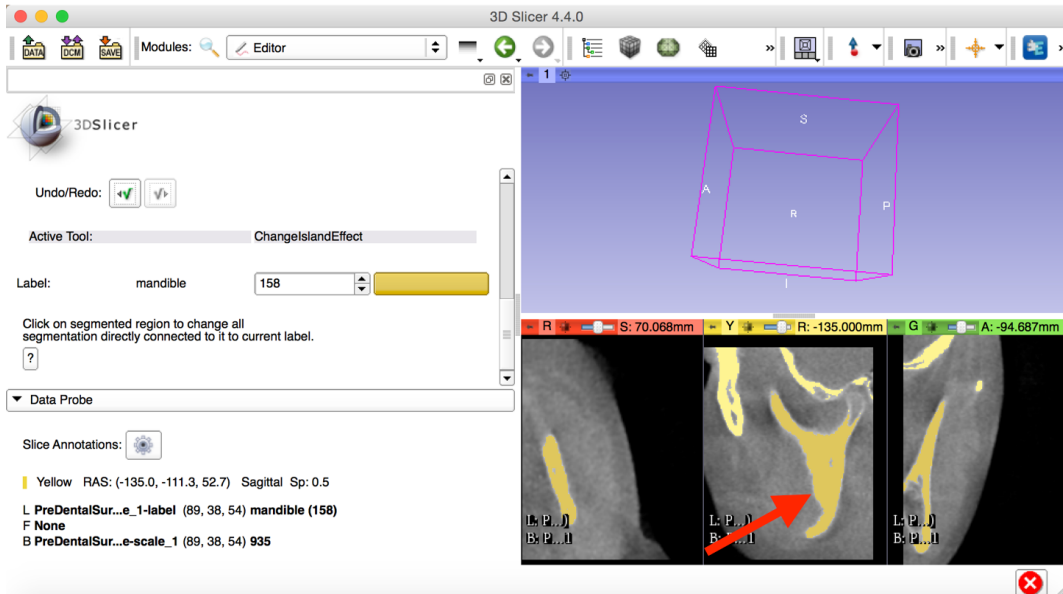 3D Slicer 4.4.0
DATA DCM SAVE Modules: Editor »  »  »
1
3DSlicer
S
A
P
R
I
Undo/Redo:
Active Tool: ChangeIslandEffect
Label: mandible 158
Click on segmented region to change all
segmentation directly connected to it to current label.
?
R S: 70.068mm Y R: -135.000mm G A: -94.687mm
Data Probe
Slice Annotations:
Yellow RAS: (-135.0, -111.3, 52.7) Sagittal Sp: 0.5
L PreDentalSur...e_1-label (89, 38, 54) mandible (158)
F None
B PreDentalSur...e-scale_1 (89, 38, 54) 935
L: P...) L: P...) L: P...)
B: P...1 B: P...1 B: P...1